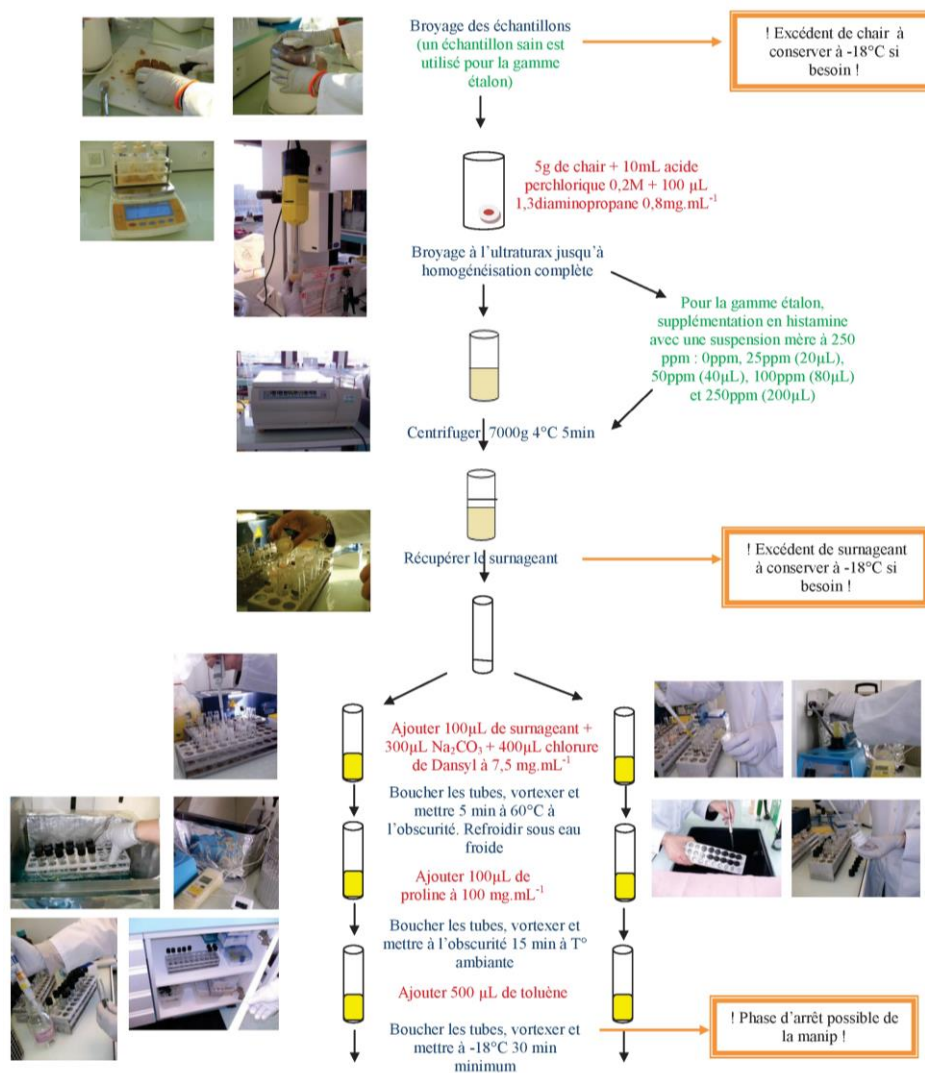 Broyage des échantillons
(un échantillon sain est
utilisé pour la gamme
étalon)
! Excédent de chair à
conserver à -18°C si
besoin !
5g de chair + 10mL acide
perchlorique 0,2M + 100 µL
1,3diaminopropane 0,8mg.mL⁻¹
Broyage à l'ultraturax jusqu'à
homogénéisation complète
Pour la gamme étalon,
supplémentation en histamine
avec une suspension mère à 250
ppm : 0ppm, 25ppm (20µL),
50ppm (40µL), 100ppm (80µL)
et 250ppm (200µL)
Centrifuger 7000g 4°C 5min
Récupérer le surnageant
! Excédent de surnageant
à conserver à -18°C si
besoin !
Ajouter 100µL de surnageant +
300µL Na₂CO₃ + 400µL chlorure
de Dansyl à 7,5 mg.mL⁻¹
Boucher les tubes, vortexer et
mettre 5 min à 60°C à
l'obscurité. Refroidir sous eau
froide
Ajouter 100µL de
proline à 100 mg.mL⁻¹
Boucher les tubes, vortexer et
mettre à l'obscurité 15 min à T°
ambiante
Ajouter 500 µL de toluène
Boucher les tubes, vortexer et
mettre à -18°C 30 min
minimum
! Phase d'arrêt possible de
la manip !